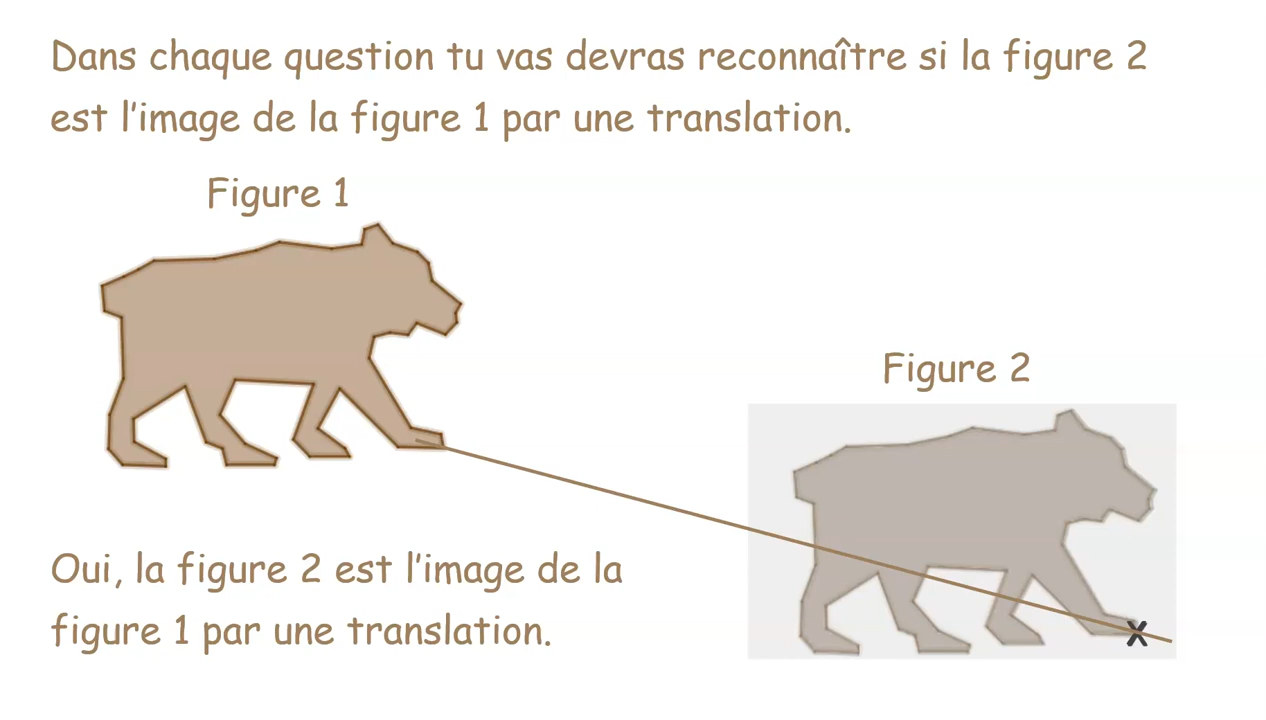 Dans chaque question tu vas devras reconnaître si la figure 2
est l'image de la figure 1 par une translation.
Figure 1
Figure 2
Oui, la figure 2 est l'image de la
figure 1 par une translation.